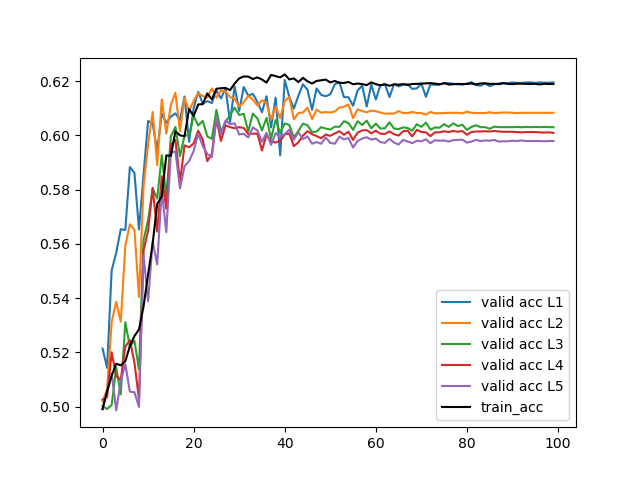 0.62
0.60
0.58
0.56
0.54
0.52
0.50
0 20 40 60 80 100
valid acc L1
valid acc L2
valid acc L3
valid acc L4
valid acc L5
train_acc